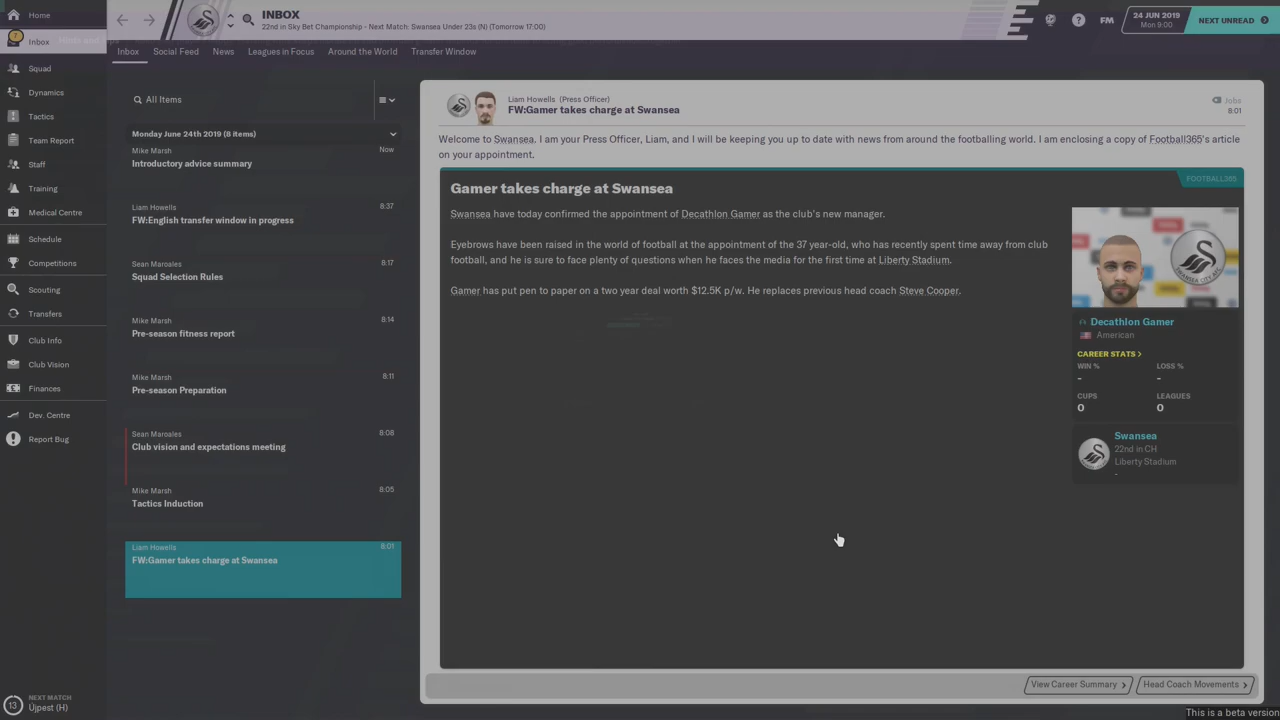 Home
Inbox
Squad
Dynamics
Tactics
Team Report
Staff
Training
Medical Centre
Schedule
Competitions
Scouting
Transfers
Club Info
Club Vision
Finances
Dev. Centre
Report Bug
13
NEXT MATCH
Újpest (H)
INBOX
22nd in Sky Bet Championship - Next Match: Swansea Under 23s (N) (Tomorrow 17:00)
FM
24 JUN 2019
Mon 9:00
NEXT UNREAD
Inbox
Social Feed
News
Leagues in Focus
Around the World
Transfer Window
All Items
Monday June 24th 2019 (8 items)
Mike Marsh
Now
Introductory advice summary
Liam Howells
8:37
FW:English transfer window in progress
Sean Maroales
8:17
Squad Selection Rules
Mike Marsh
8:14
Pre-season fitness report
Mike Marsh
8:11
Pre-season Preparation
Sean Maroales
8:08
Club vision and expectations meeting
Mike Marsh
8:05
Tactics Induction
Liam Howells
8:01
FW:Gamer takes charge at Swansea
Liam Howells (Press Officer)
FW:Gamer takes charge at Swansea
Jobs
8:01
Welcome to Swansea. I am your Press Officer, Liam, and I will be keeping you up to date with news from around the footballing world. I am enclosing a copy of Football365's article
on your appointment.
FOOTBALL365
Gamer takes charge at Swansea
Swansea have today confirmed the appointment of Decathlon Gamer as the club's new manager.
Eyebrows have been raised in the world of football at the appointment of the 37 year-old, who has recently spent time away from club
football, and he is sure to face plenty of questions when he faces the media for the first time at Liberty Stadium.
Gamer has put pen to paper on a two year deal worth $12.5K p/w. He replaces previous head coach Steve Cooper.
Decathlon Gamer
American
CAREER STATS >
WIN %
LOSS %
-
-
CUPS
LEAGUES
0
0
Swansea
22nd in CH
Liberty Stadium
-
View Career Summary >
Head Coach Movements >
This is a beta version